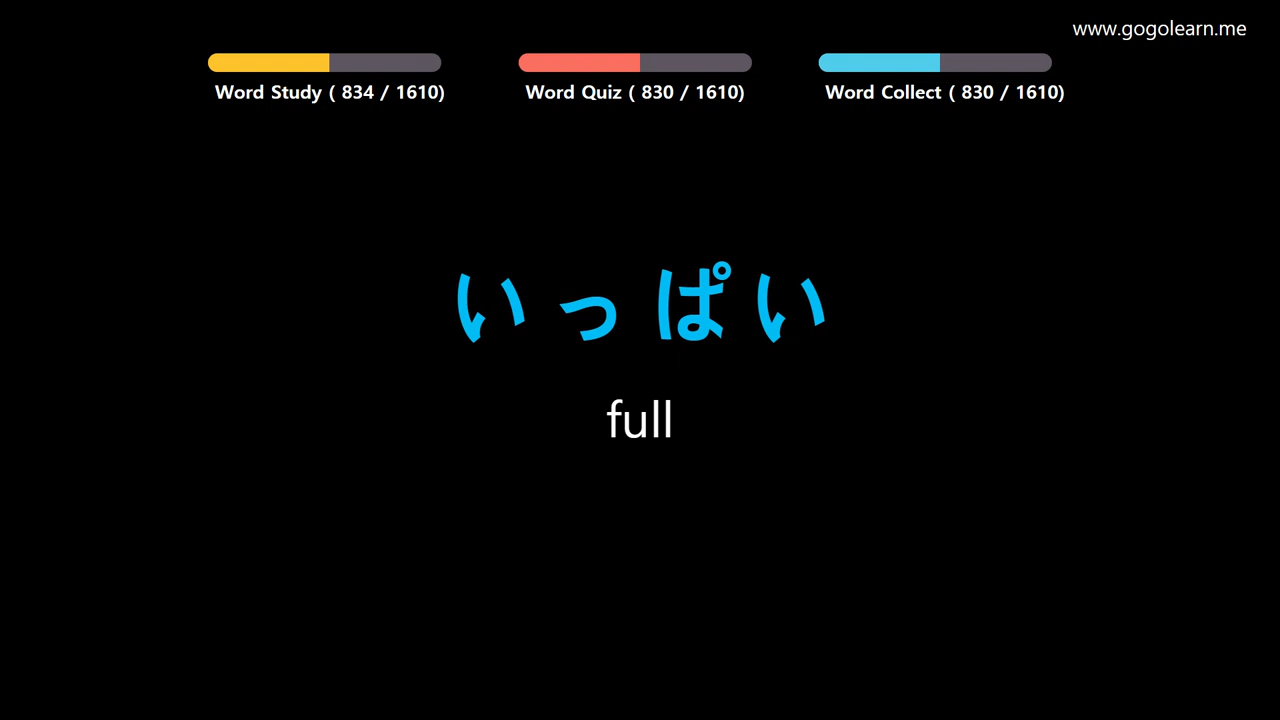 www.gogolearn.me
Word Study ( 834 / 1610)
Word Quiz ( 830 / 1610)
Word Collect ( 830 / 1610)
いっぱい
full